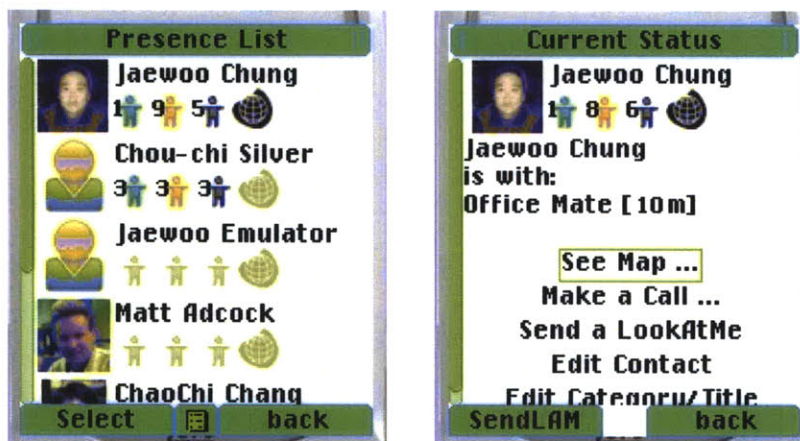 Presence List
Jaewoo Chung
1 9 5
Chou-chi Silver
3 3 3
Jaewoo Emulator
Matt Adcock
ChaoChi Chang
Select back
Current Status
Jaewoo Chung
1 8 6
Jaewoo Chung
is with:
Office Mate [10m]
See Map ...
Make a Call ...
Send a LookAtMe
Edit Contact
Edit Category/Title
SendLAM back